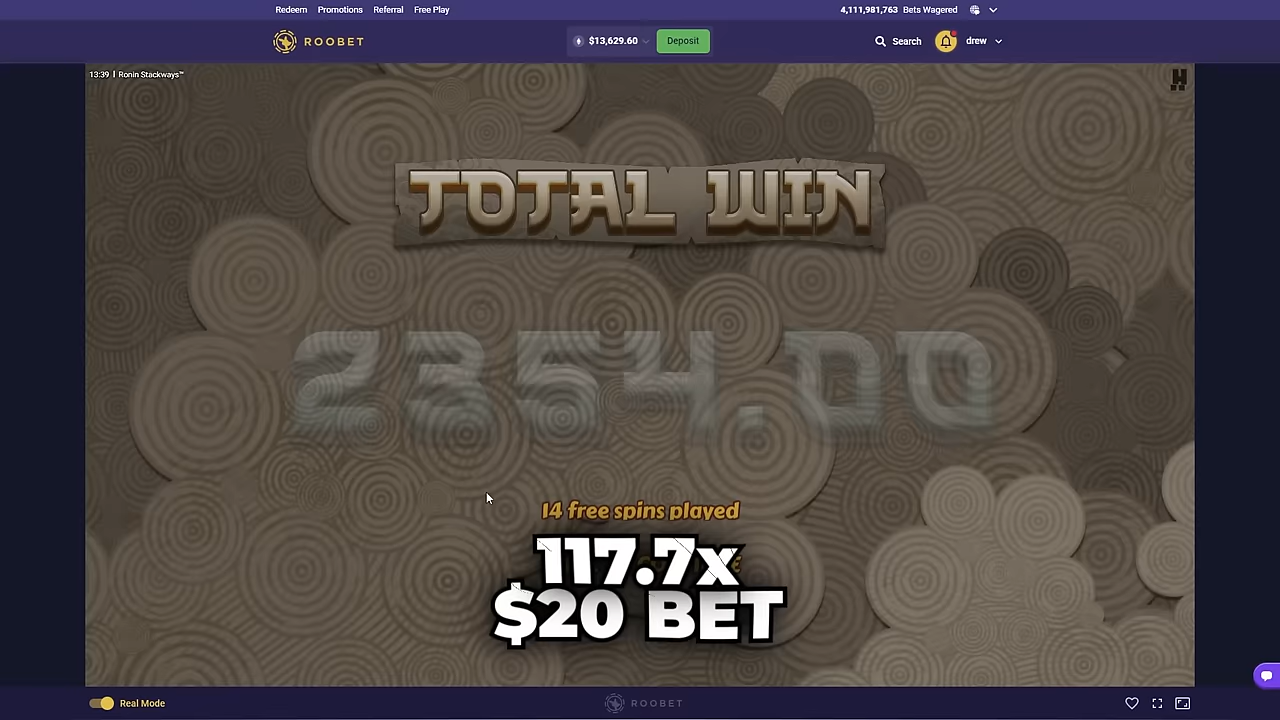 Redeem Promotions Referral Free Play 4,111,981,763 Bets Wagered
ROOBET $13,629.60 Deposit Search drew
13:39 | Ronin Stackways™
TOTAL WIN
2354.00
14 free spins played
117.7x
$20 BET
Real Mode ROOBET